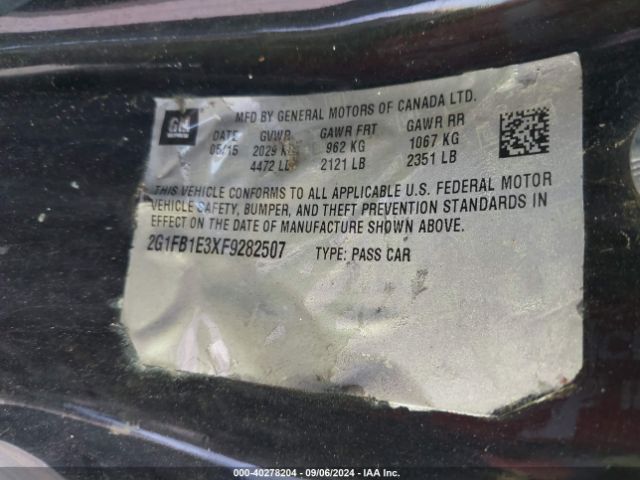 GM
MFD BY GENERAL MOTORS OF CANADA LTD.
DATE GVWR GAWR FRT GAWR RR
05/15 2029 KG 962 KG 1067 KG
4472 LB 2121 LB 2351 LB
THIS VEHICLE CONFORMS TO ALL APPLICABLE U.S. FEDERAL MOTOR
VEHICLE SAFETY, BUMPER, AND THEFT PREVENTION STANDARDS IN
EFFECT ON THE DATE OF MANUFACTURE SHOWN ABOVE.
2G1FB1E3XF9282507 TYPE: PASS CAR
000-40278204 - 09/06/2024 - IAA Inc.